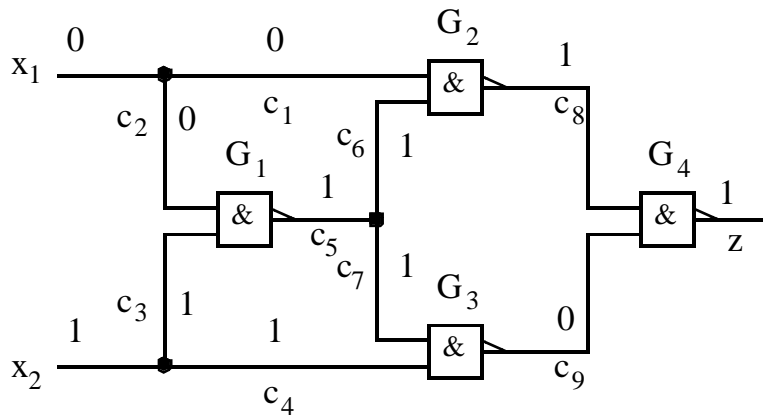 0 0 G₂ 1
x₁ &
c₂ 0 c₁ c₆ 1 c₈
G₁ 1 G₄ 1
& & 
c₅ c₇ 1 z
c₃ 1 G₃ 0
1 1 &
x₂ c₄ c₉